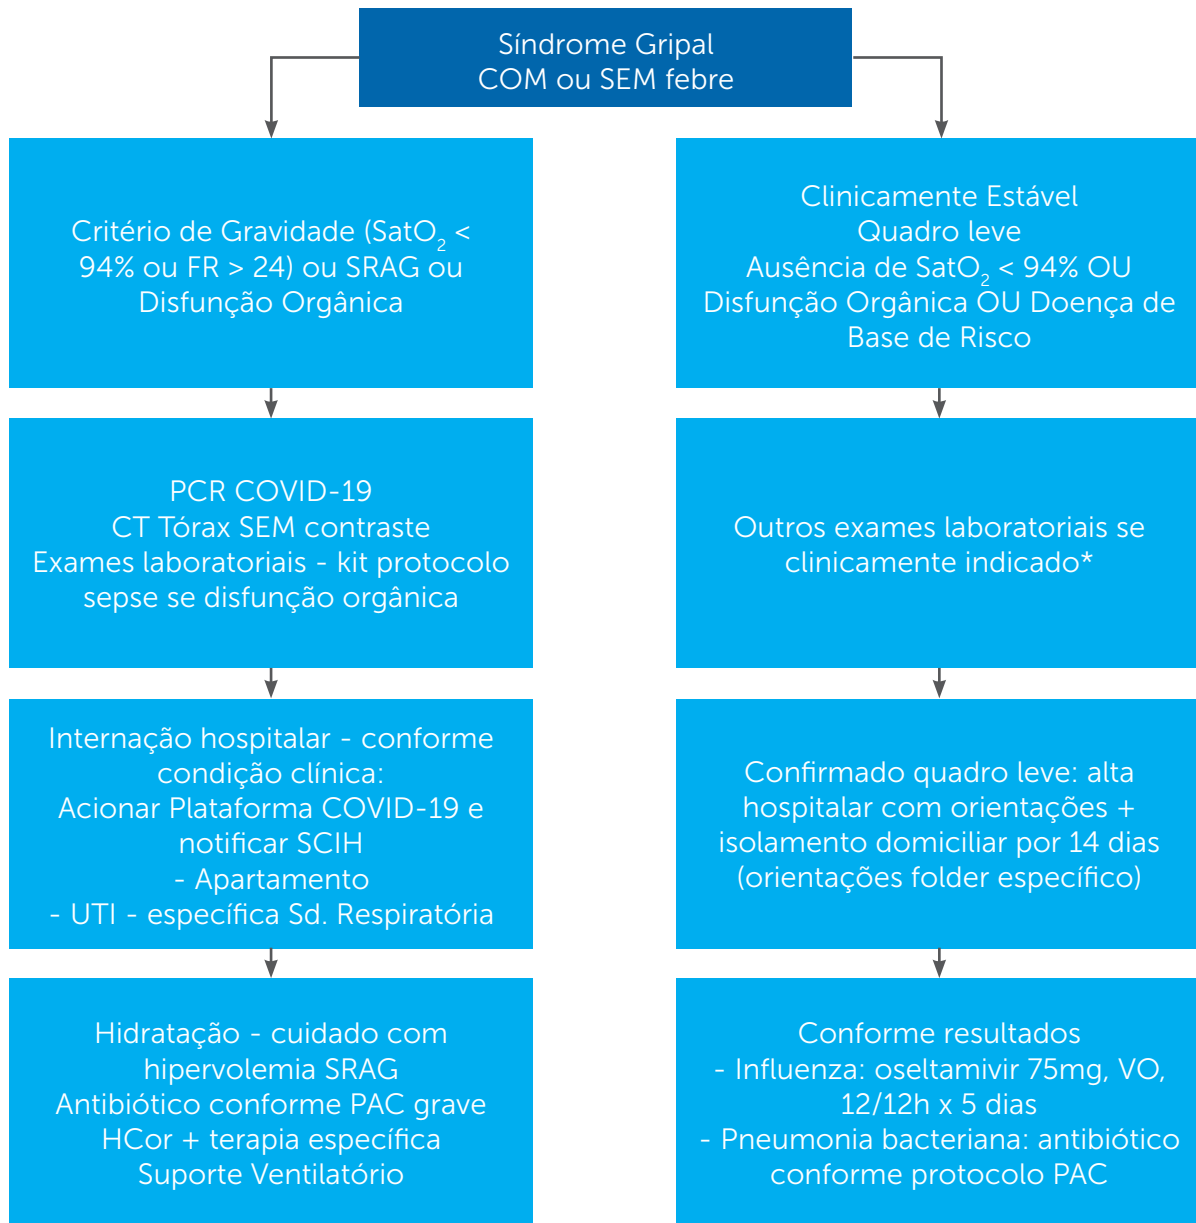 Síndrome Gripal
COM ou SEM febre
Critério de Gravidade (SatO₂ <
94% ou FR > 24) ou SRAG ou
Disfunção Orgânica
PCR COVID-19
CT Tórax SEM contraste
Exames laboratoriais - kit protocolo
sepse se disfunção orgânica
Internação hospitalar - conforme
condição clínica:
Acionar Plataforma COVID-19 e
notificar SCIH
- Apartamento
- UTI - específica Sd. Respiratória
Hidratação - cuidado com
hipervolemia SRAG
Antibiótico conforme PAC grave
HCor + terapia específica
Suporte Ventilatório
Clinicamente Estável
Quadro leve
Ausência de SatO₂ < 94% OU
Disfunção Orgânica OU Doença de
Base de Risco
Outros exames laboratoriais se
clinicamente indicado*
Confirmado quadro leve: alta
hospitalar com orientações +
isolamento domiciliar por 14 dias
(orientações folder específico)
Conforme resultados
- Influenza: oseltamivir 75mg, VO,
12/12h x 5 dias
- Pneumonia bacteriana: antibiótico
conforme protocolo PAC